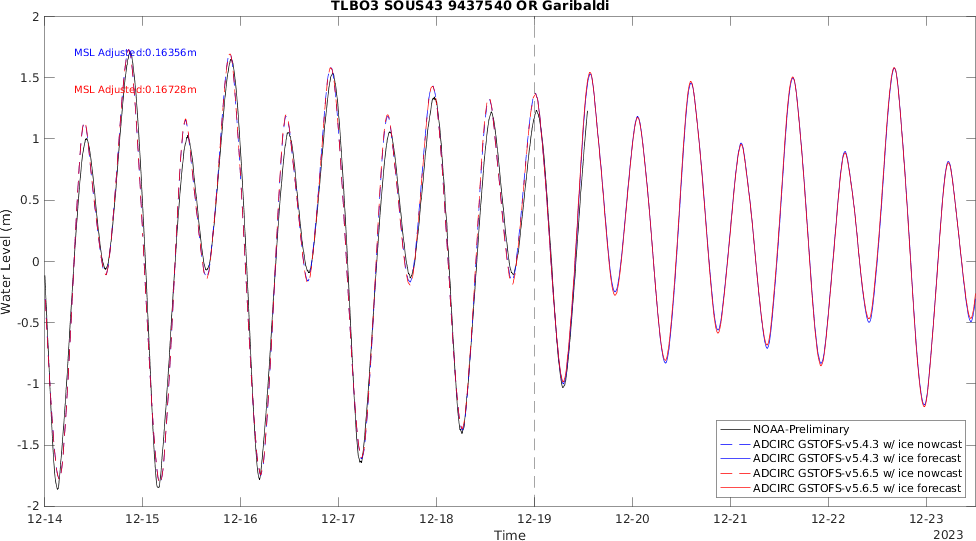 TLBO3 SOUS43 9437540 OR Garibaldi
MSL Adjusted:0.16356m
MSL Adjusted:0.16728m
Water Level (m)
2
1.5
1
0.5
0
-0.5
-1
-1.5
-2
NOAA-Preliminary
ADCIRC GSTOFS-v5.4.3 w/ ice nowcast
ADCIRC GSTOFS-v5.4.3 w/ ice forecast
ADCIRC GSTOFS-v5.6.5 w/ ice nowcast
ADCIRC GSTOFS-v5.6.5 w/ ice forecast
12-14 12-15 12-16 12-17 12-18 12-19 12-20 12-21 12-22 12-23
Time
2023